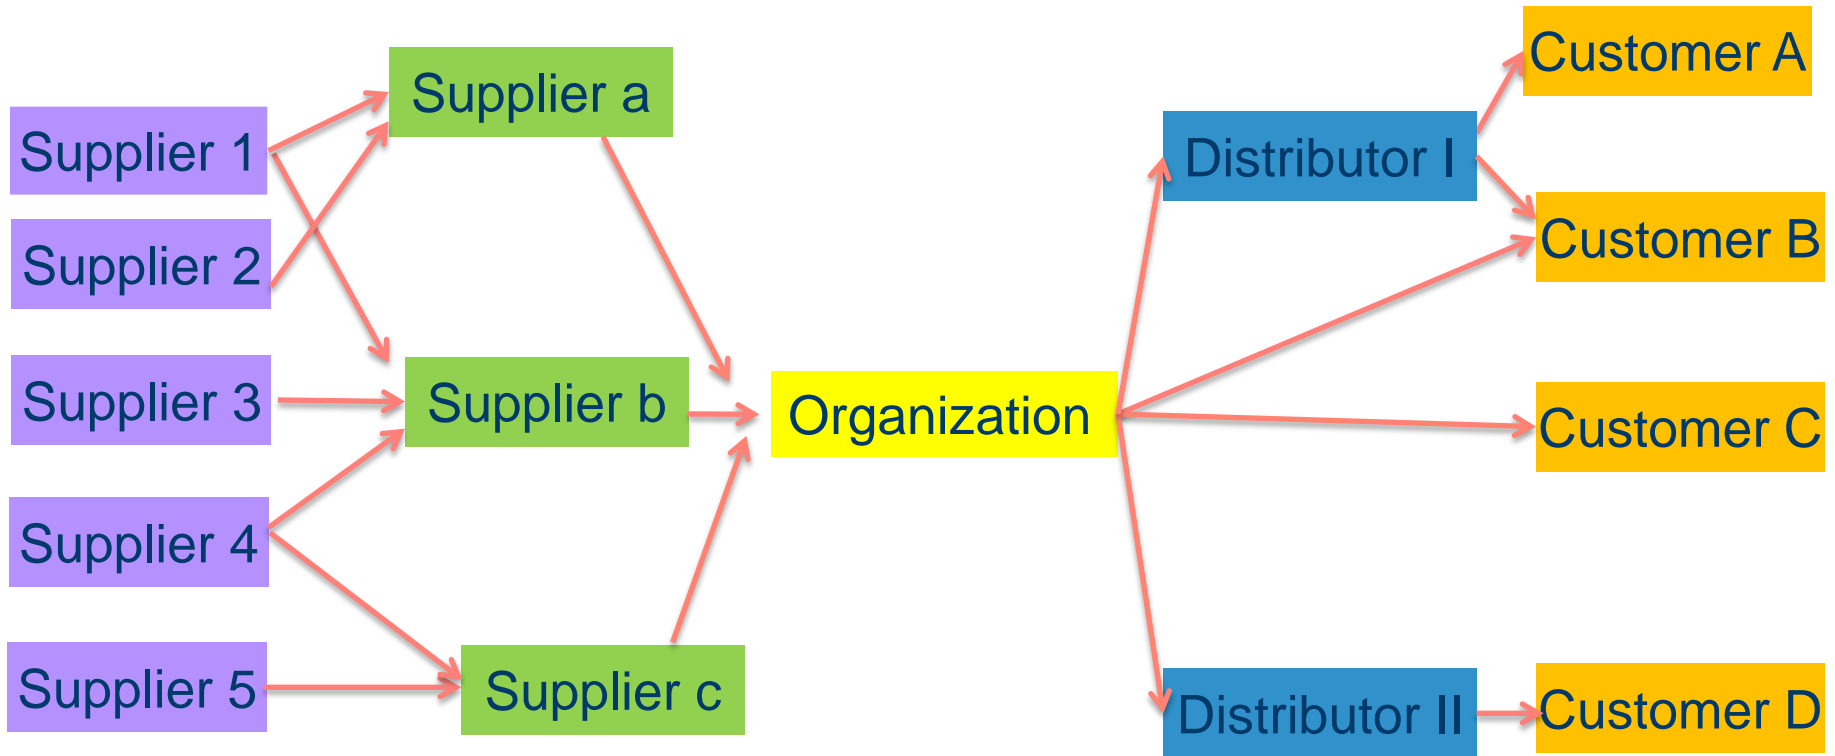 Supplier 1
Supplier 2
Supplier 3
Supplier 4
Supplier 5
Supplier a
Supplier b
Supplier c
Organization
Distributor I
Distributor II
Customer A
Customer B
Customer C
Customer D